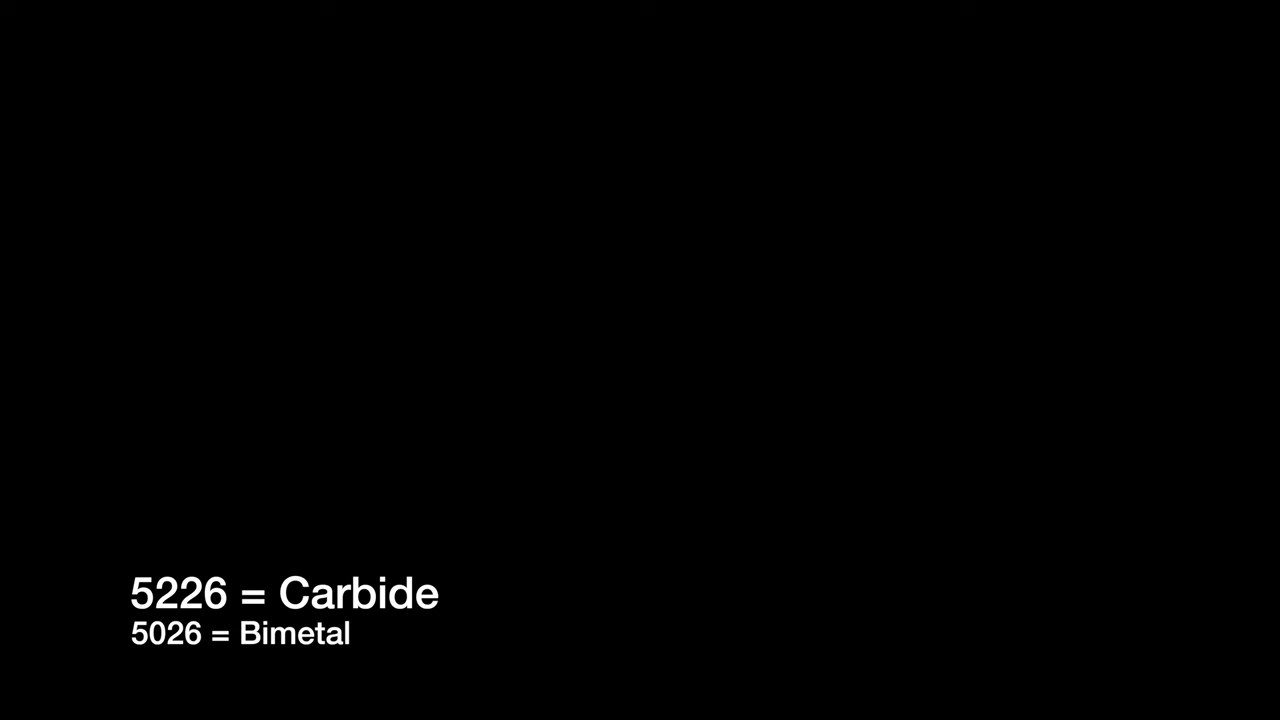 5226 = Carbide
5026 = Bimetal